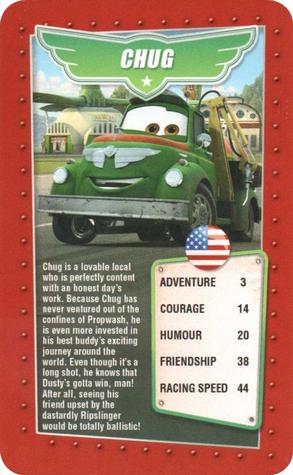 CHUG
Chug is a lovable local
who is perfectly content
with an honest day's
work. Because Chug has
never ventured out of the
confines of Propwash, he
is even more invested in
his best buddy's exciting
journey around the
world. Even though it's a
long shot, he knows that
Dusty's gotta win, man!
After all, seeing his
friend upset by the
dastardly Ripslinger
would be totally ballistic!
ADVENTURE 3
COURAGE 14
HUMOUR 20
FRIENDSHIP 38
RACING SPEED 44